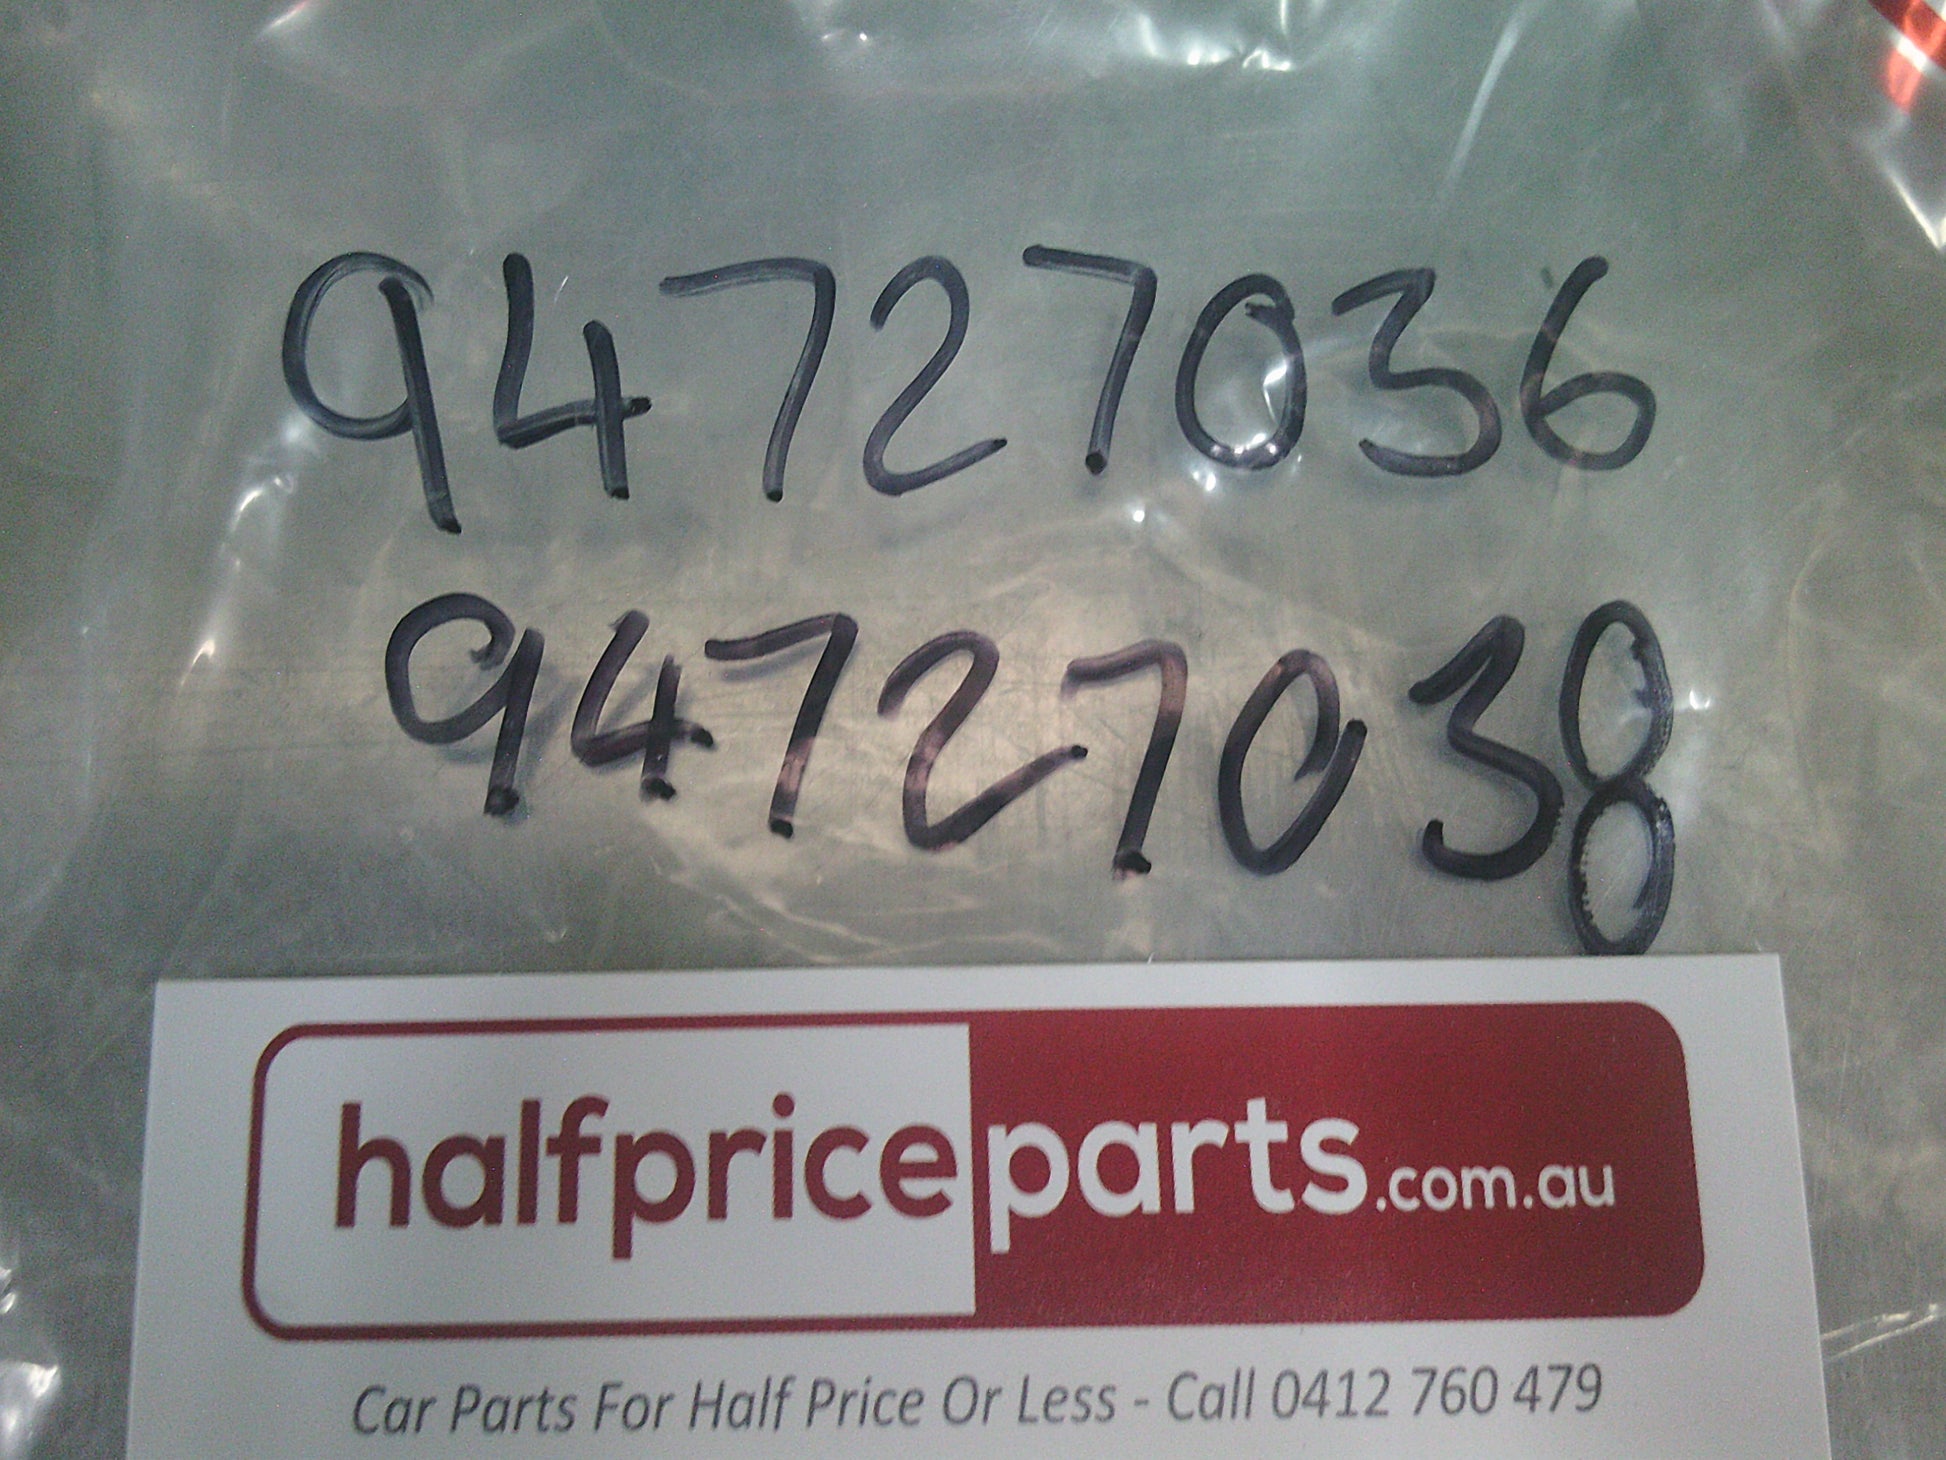 94727036
94727038
halfpriceparts.com.au
Car Parts For Half Price Or Less - Call 0412 760 479